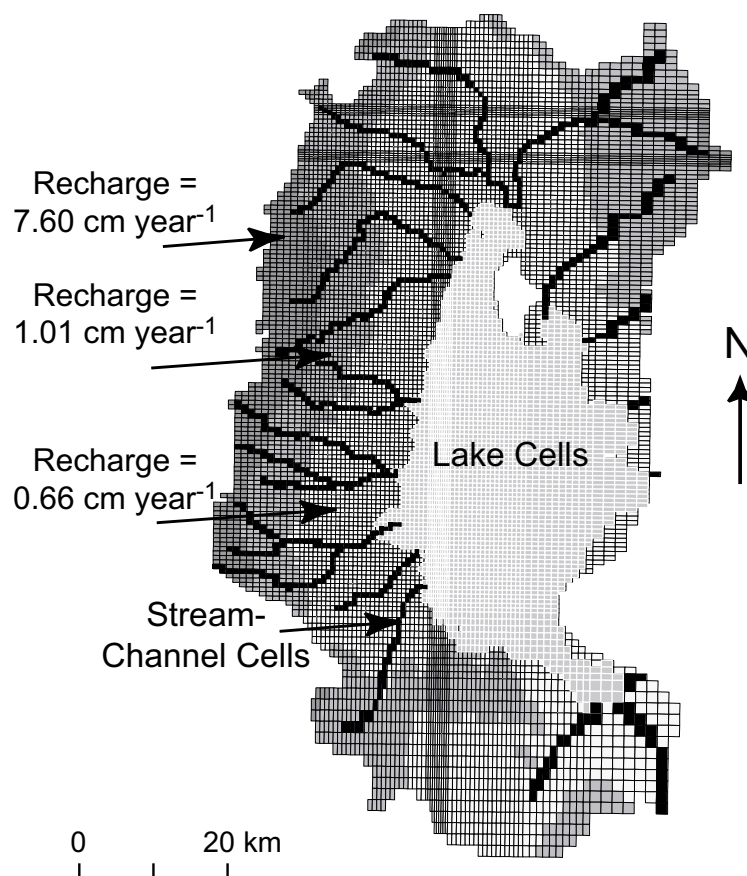 Recharge =
7.60 cm year-1
Recharge =
1.01 cm year-1
N
Lake Cells
Recharge =
0.66 cm year-1
Stream-
Channel Cells
0 20 km